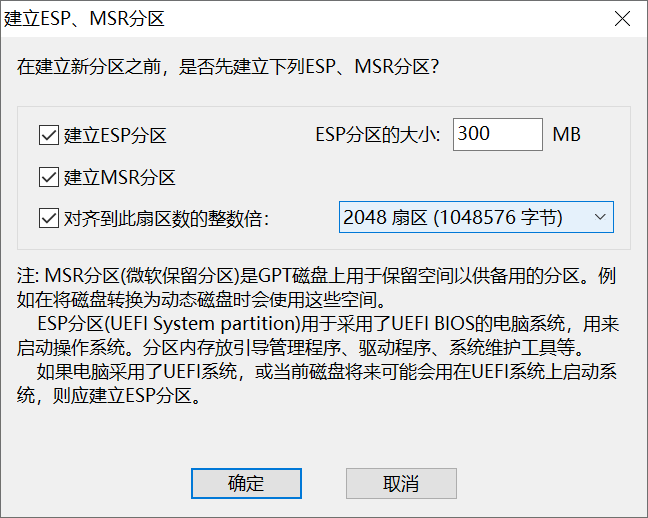 建立ESP、MSR分区
在建立新分区之前，是否先建立下列ESP、MSR分区？
建立ESP分区 ESP分区的大小: 300 MB
建立MSR分区
对齐到此扇区数的整数倍： 2048 扇区 (1048576 字节)
注: MSR分区(微软保留分区)是GPT磁盘上用于保留空间以供备用的分区。例
如在将磁盘转换为动态磁盘时会使用这些空间。
ESP分区(UEFI System partition)用于采用了UEFI BIOS的电脑系统，用来
启动操作系统。分区内存放引导管理程序、驱动程序、系统维护工具等。
如果电脑采用了UEFI系统，或当前磁盘将来可能会用在UEFI系统上启动系
统，则应建立ESP分区。
确定 取消